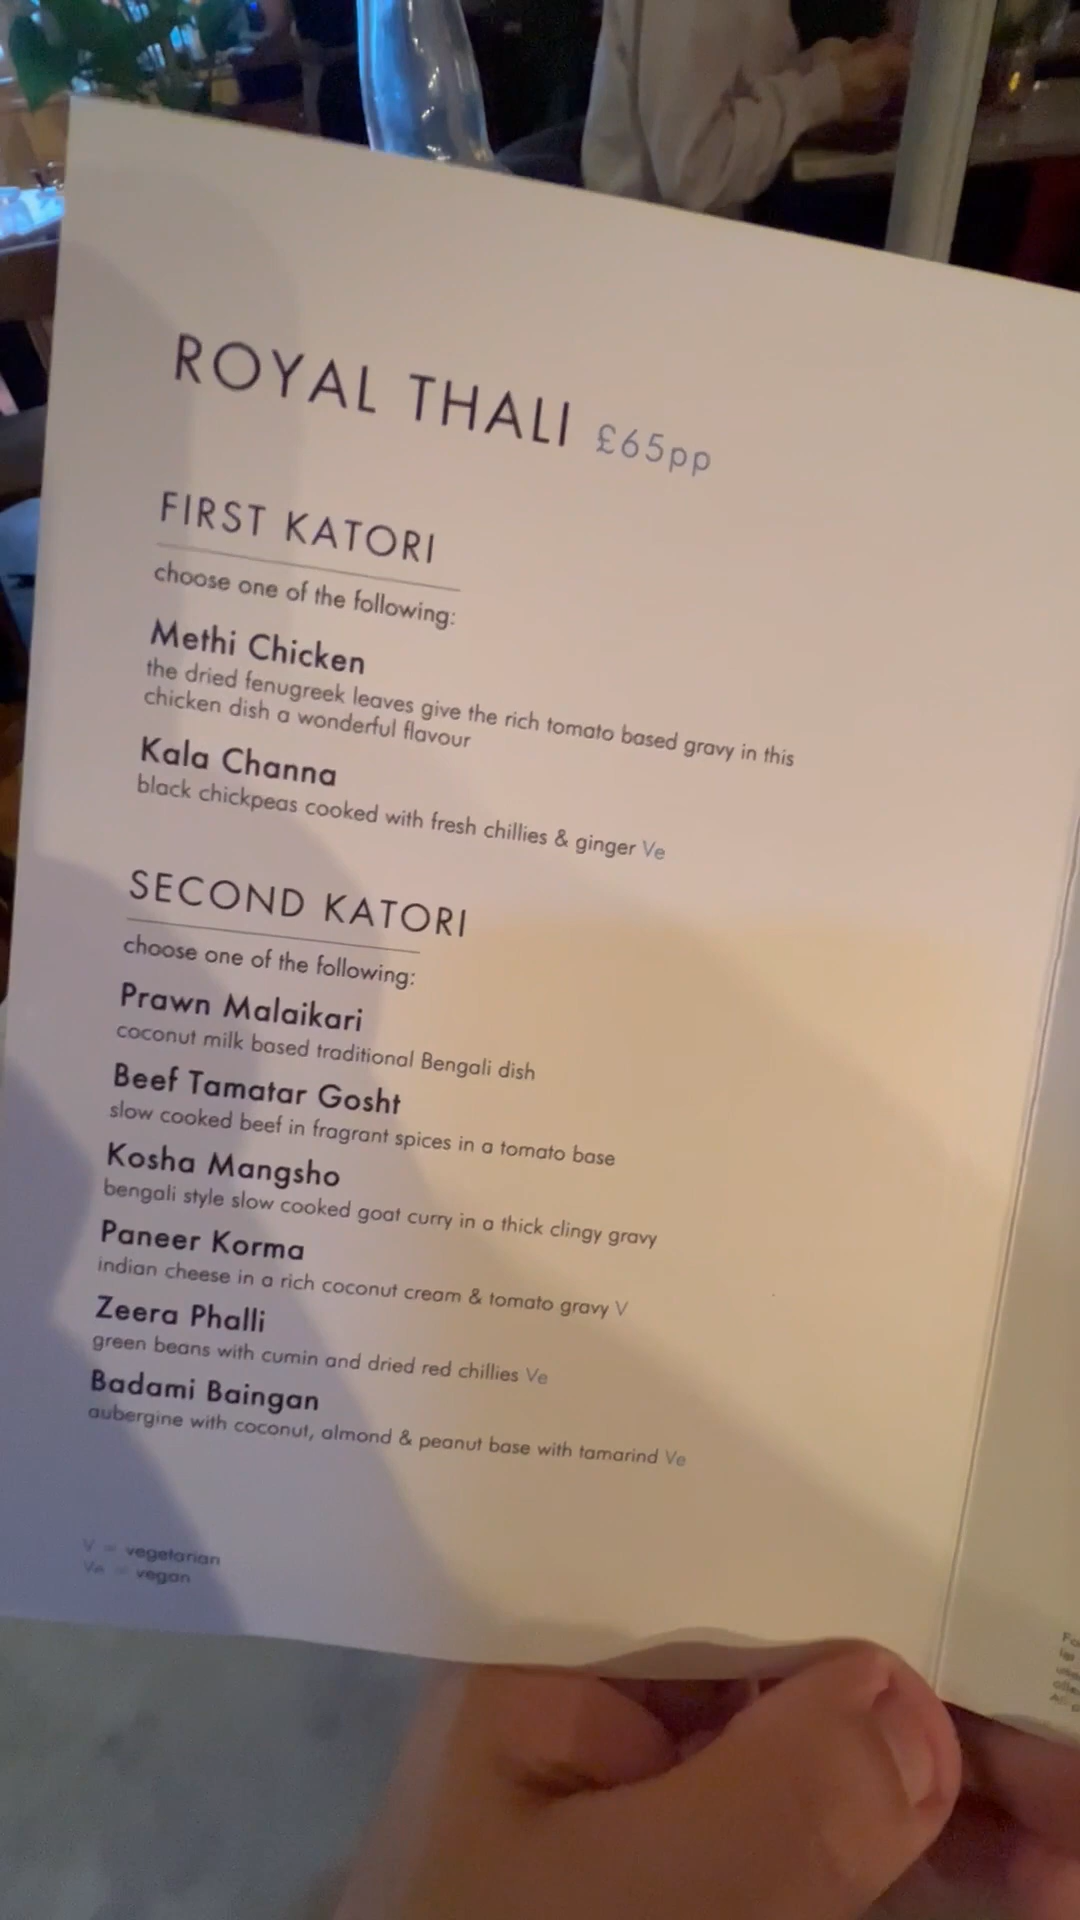 ROYAL THALI £65pp
FIRST KATORI
choose one of the following:
Methi Chicken
the dried fenugreek leaves give the rich tomato based gravy in this
chicken dish a wonderful flavour
Kala Channa
black chickpeas cooked with fresh chillies & ginger Ve
SECOND KATORI
choose one of the following:
Prawn Malaikari
coconut milk based traditional Bengali dish
Beef Tamatar Gosht
slow cooked beef in fragrant spices in a tomato base
Kosha Mangsho
bengali style slow cooked goat curry in a thick clingy gravy
Paneer Korma
indian cheese in a rich coconut cream & tomato gravy V
Zeera Phalli
green beans with cumin and dried red chillies Ve
Badami Baingan
aubergine with coconut, almond & peanut base with tamarind Ve
V = vegetarian
Ve = vegan